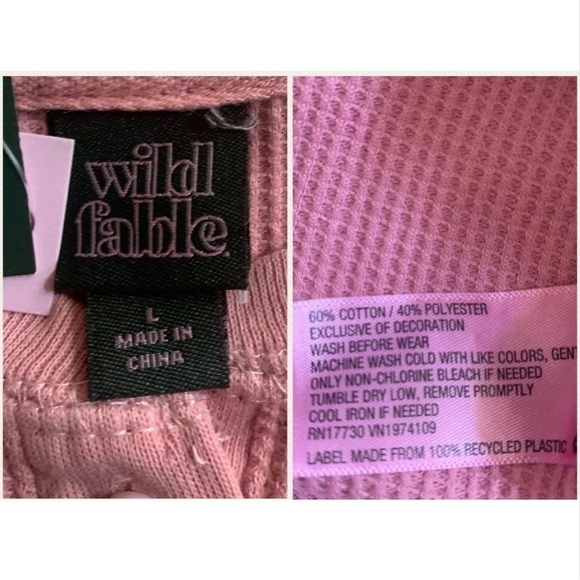 wild
fable
L
MADE IN
CHINA
60% COTTON / 40% POLYESTER
EXCLUSIVE OF DECORATION
WASH BEFORE WEAR
MACHINE WASH COLD WITH LIKE COLORS, GENT
ONLY NON-CHLORINE BLEACH IF NEEDED
TUMBLE DRY LOW, REMOVE PROMPTLY
COOL IRON IF NEEDED
RN17730 VN1974109
LABEL MADE FROM 100% RECYCLED PLASTIC